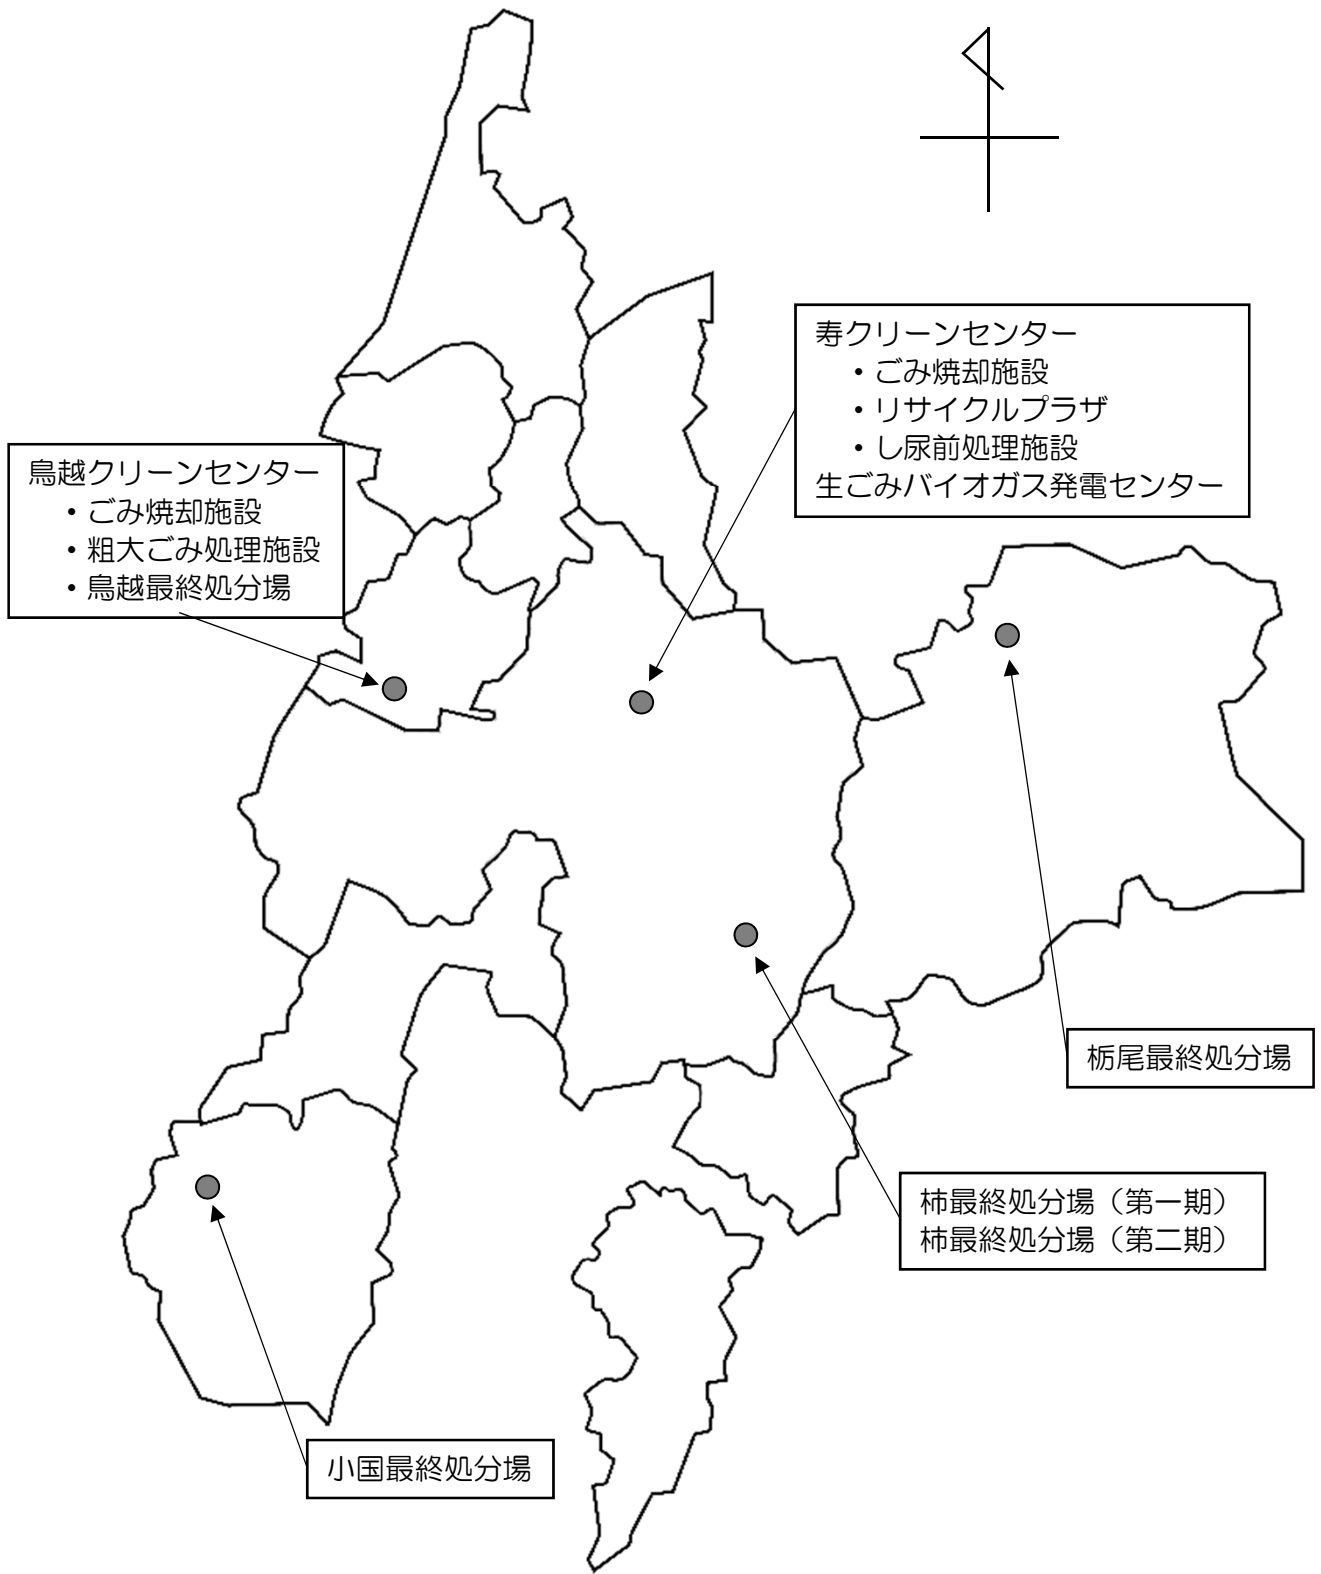 寿クリーンセンター
・ごみ焼却施設
・リサイクルプラザ
・し尿前処理施設
生ごみバイオガス発電センター
鳥越クリーンセンター
・ごみ焼却施設
・粗大ごみ処理施設
・鳥越最終処分場
栃尾最終処分場
柿最終処分場（第一期）
柿最終処分場（第二期）
小国最終処分場